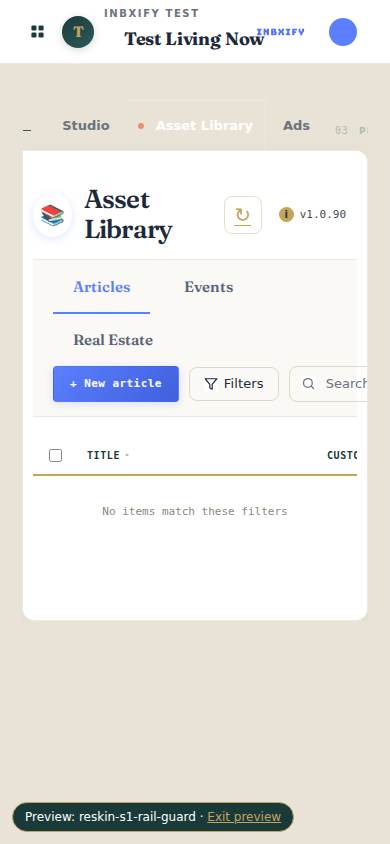 INBXIFY TEST
T
Test Living Now
INBXIFY
Studio
Asset Library
Ads
03
Asset Library
i
v1.0.90
Articles
Events
Real Estate
+ New article
Filters
Search
TITLE
No items match these filters
Preview: reskin-s1-rail-guard · Exit preview